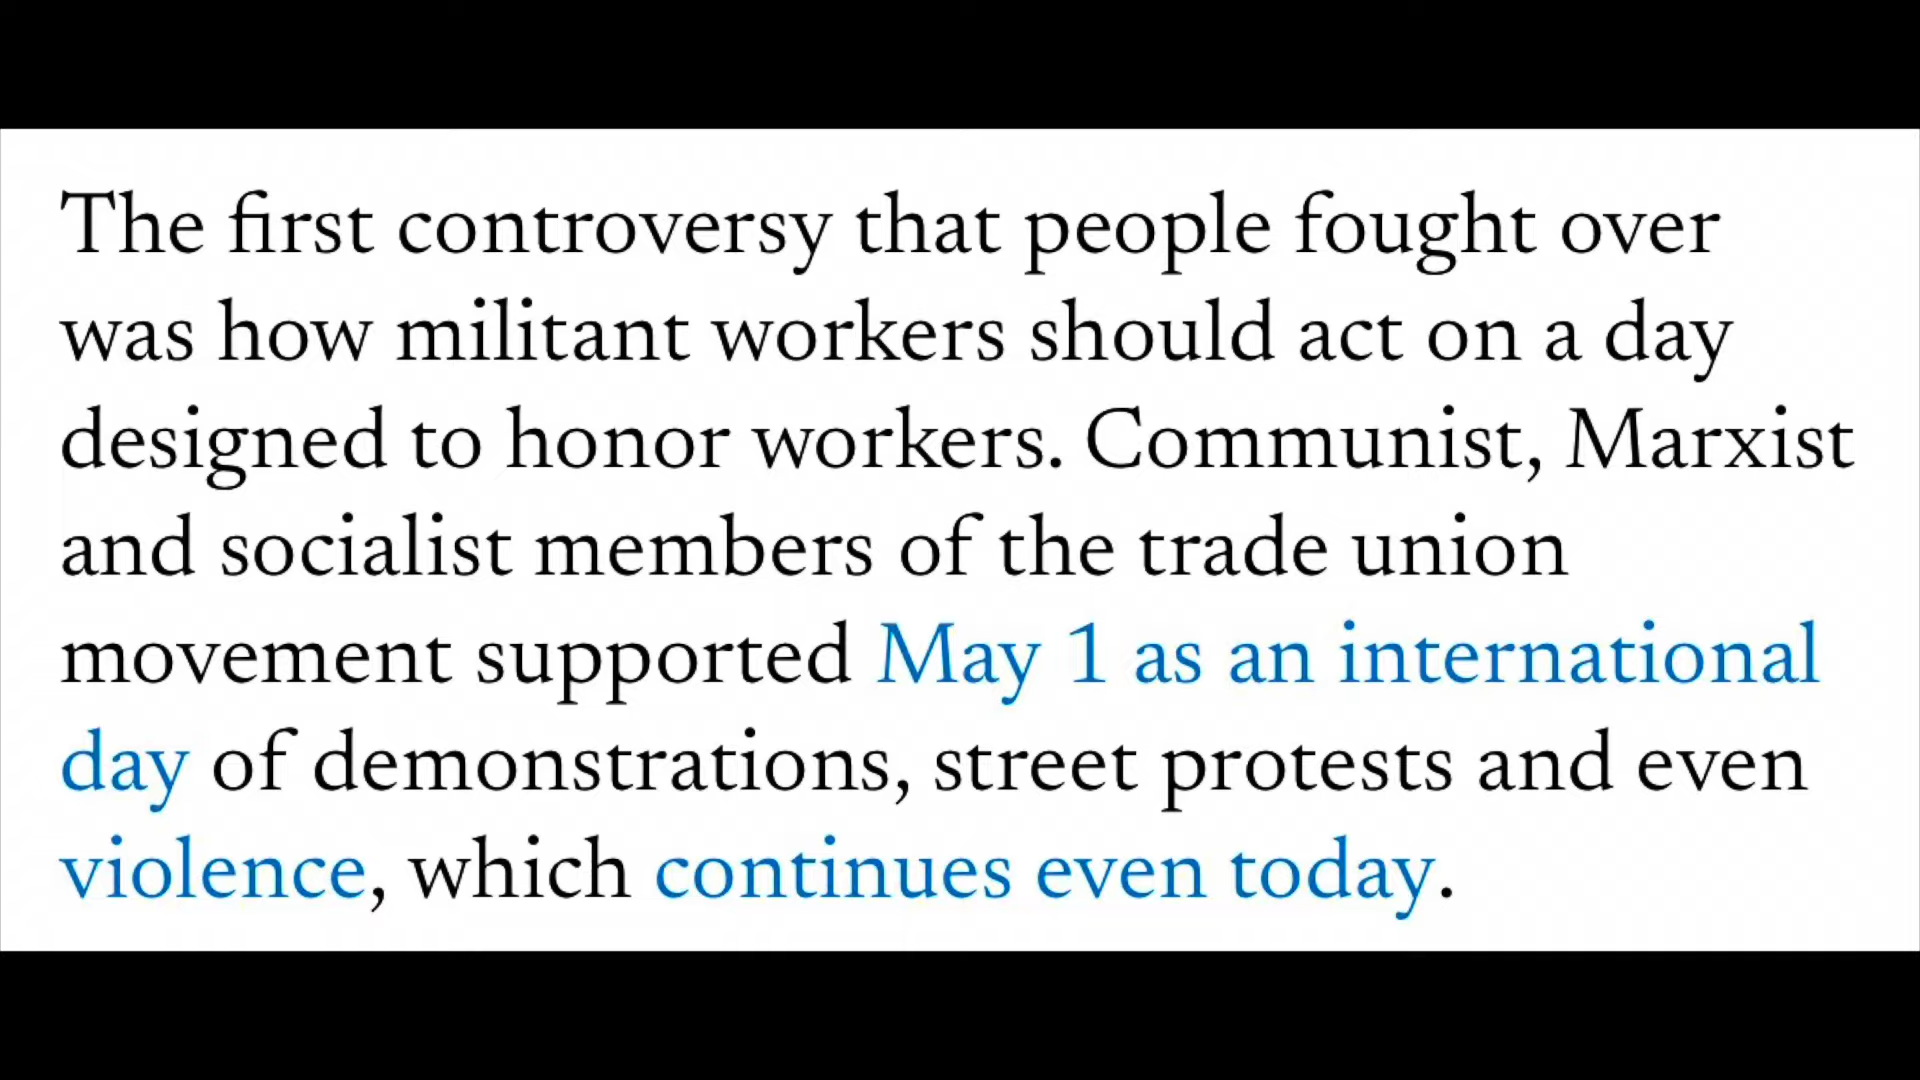 The first controversy that people fought over
was how militant workers should act on a day
designed to honor workers. Communist, Marxist
and socialist members of the trade union
movement supported May 1 as an international
day of demonstrations, street protests and even
violence, which continues even today.